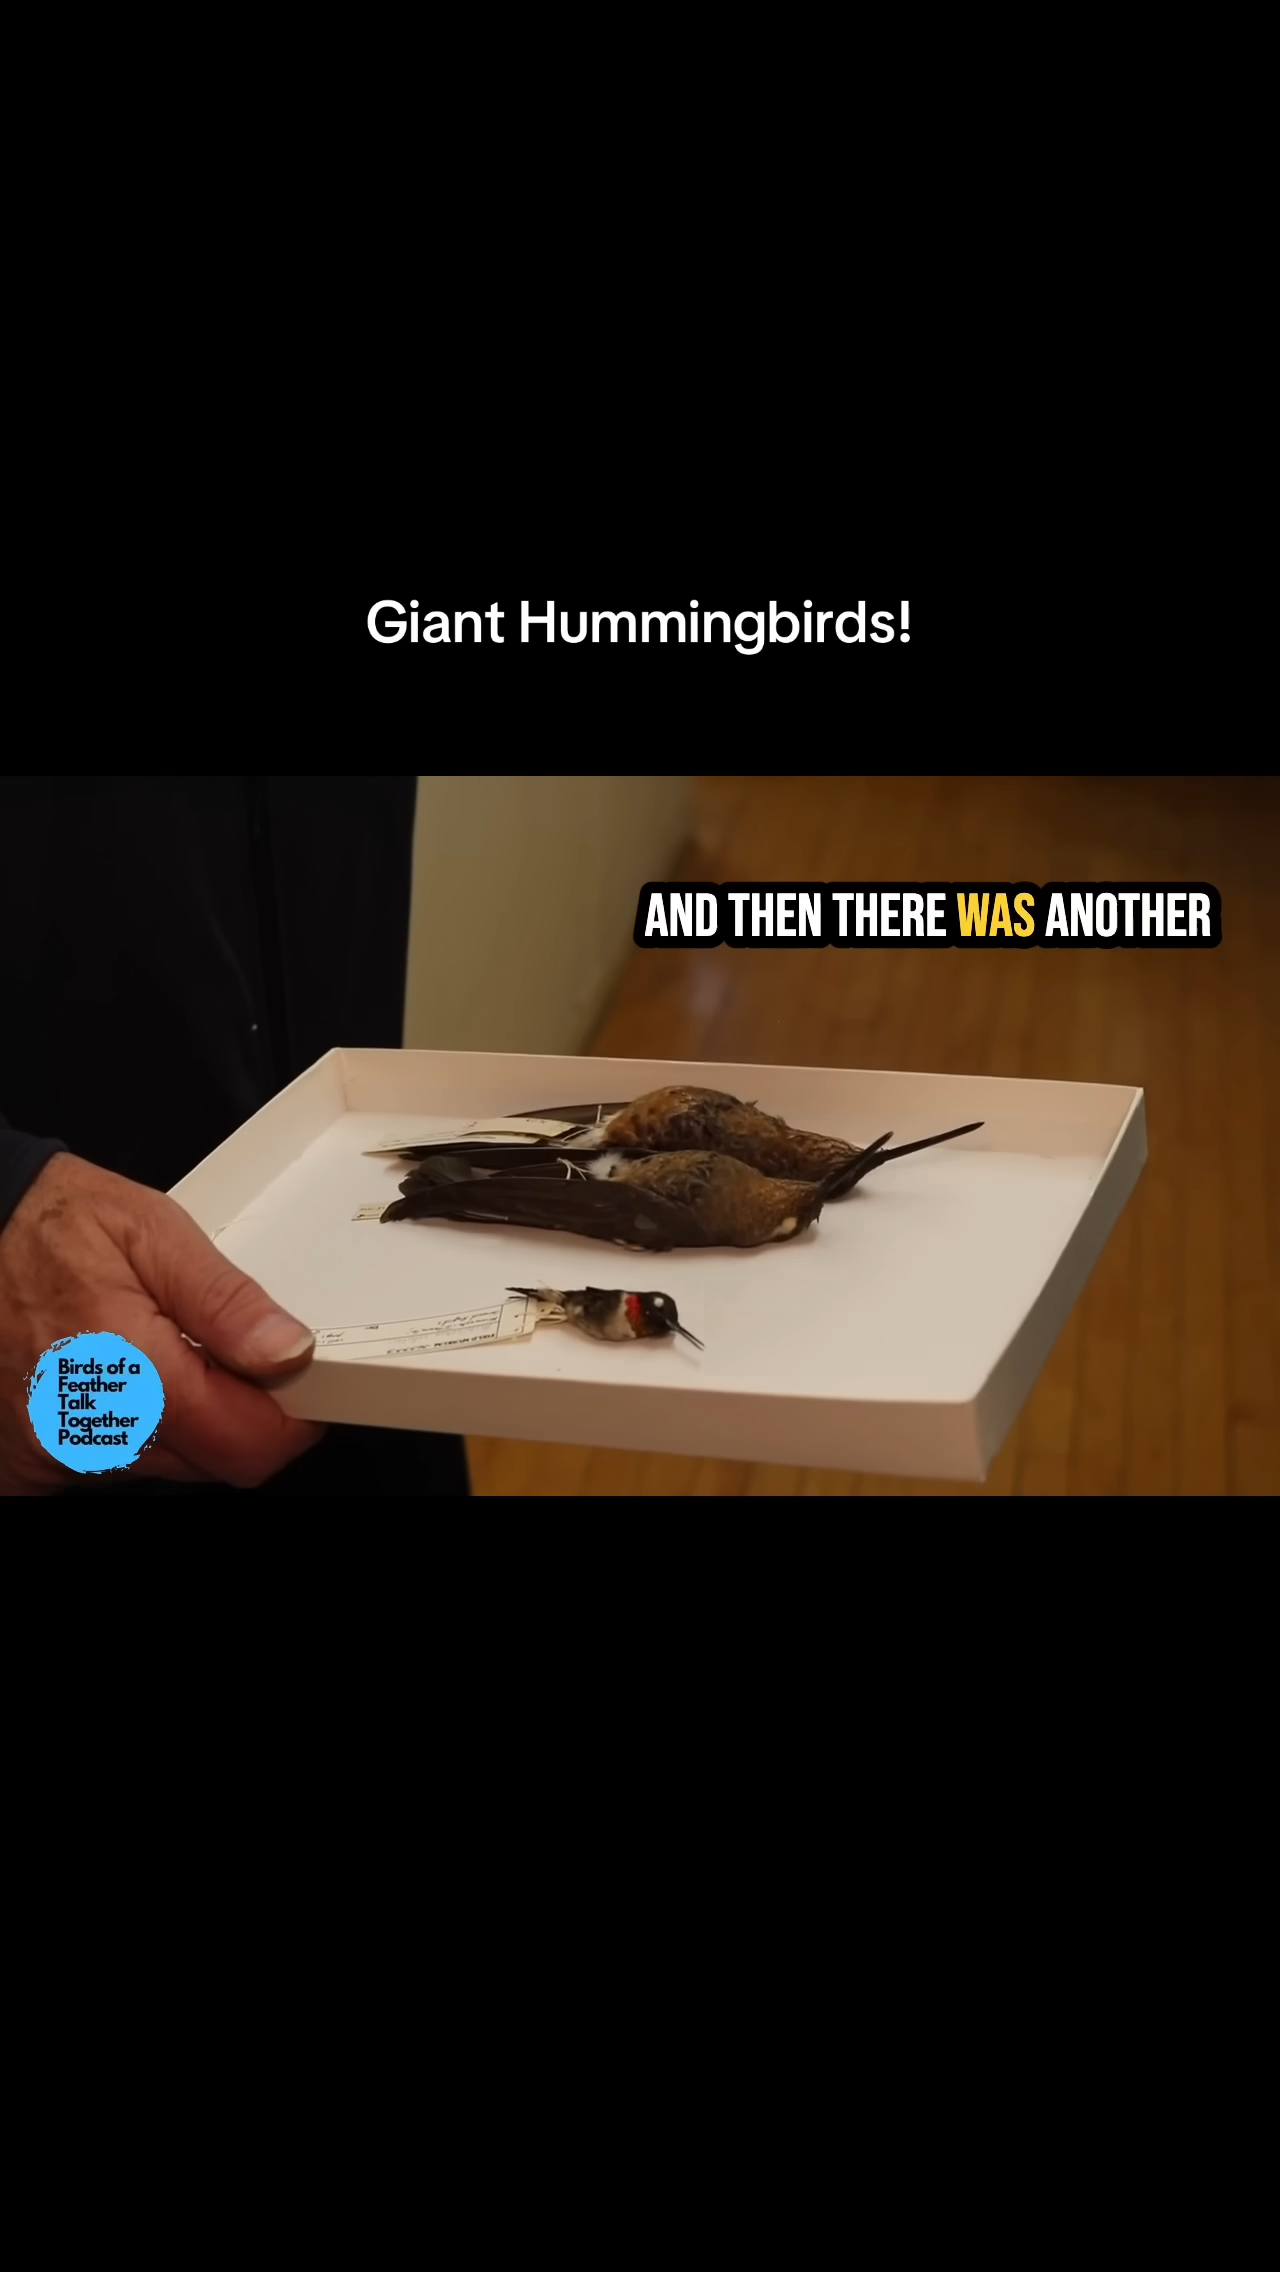 Giant Hummingbirds!
AND THEN THERE WAS ANOTHER
Birds of a
Feather
Talk
Together
Podcast